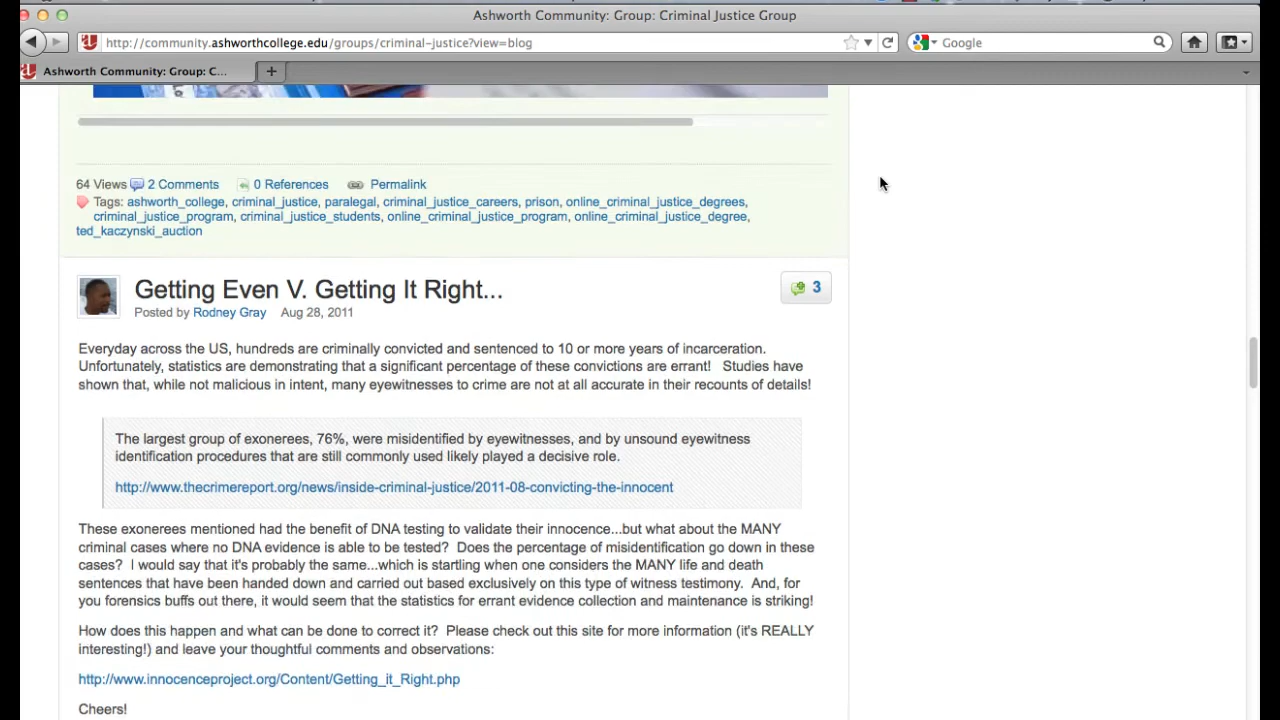 Ashworth Community: Group: Criminal Justice Group
http://community.ashworthcollege.edu/groups/criminal-justice?view=blog
Google
Ashworth Community: Group: C...
64 Views 2 Comments 0 References Permalink
Tags: ashworth_college, criminal_justice, paralegal, criminal_justice_careers, prison, online_criminal_justice_degrees,
criminal_justice_program, criminal_justice_students, online_criminal_justice_program, online_criminal_justice_degree,
ted_kaczynski_auction
Getting Even V. Getting It Right...
3
Posted by Rodney Gray Aug 28, 2011
Everyday across the US, hundreds are criminally convicted and sentenced to 10 or more years of incarceration.
Unfortunately, statistics are demonstrating that a significant percentage of these convictions are errant! Studies have
shown that, while not malicious in intent, many eyewitnesses to crime are not at all accurate in their recounts of details!
The largest group of exonerees, 76%, were misidentified by eyewitnesses, and by unsound eyewitness
identification procedures that are still commonly used likely played a decisive role.
http://www.thecrimereport.org/news/inside-criminal-justice/2011-08-convicting-the-innocent
These exonerees mentioned had the benefit of DNA testing to validate their innocence...but what about the MANY
criminal cases where no DNA evidence is able to be tested? Does the percentage of misidentification go down in these
cases? I would say that it's probably the same...which is startling when one considers the MANY life and death
sentences that have been handed down and carried out based exclusively on this type of witness testimony. And, for
you forensics buffs out there, it would seem that the statistics for errant evidence collection and maintenance is striking!
How does this happen and what can be done to correct it? Please check out this site for more information (it's REALLY
interesting!) and leave your thoughtful comments and observations:
http://www.innocenceproject.org/Content/Getting_it_Right.php
Cheers!